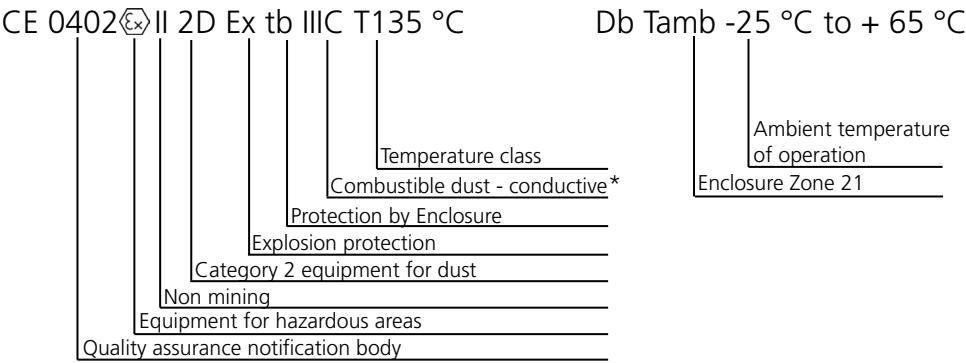 CE 0402 Ex II 2D Ex tb IIIC T135 °C Db Tamb -25 °C to + 65 °C
Ambient temperature
of operation
Temperature class
Enclosure Zone 21
Combustible dust - conductive*
Protection by Enclosure
Explosion protection
Category 2 equipment for dust
Non mining
Equipment for hazardous areas
Quality assurance notification body